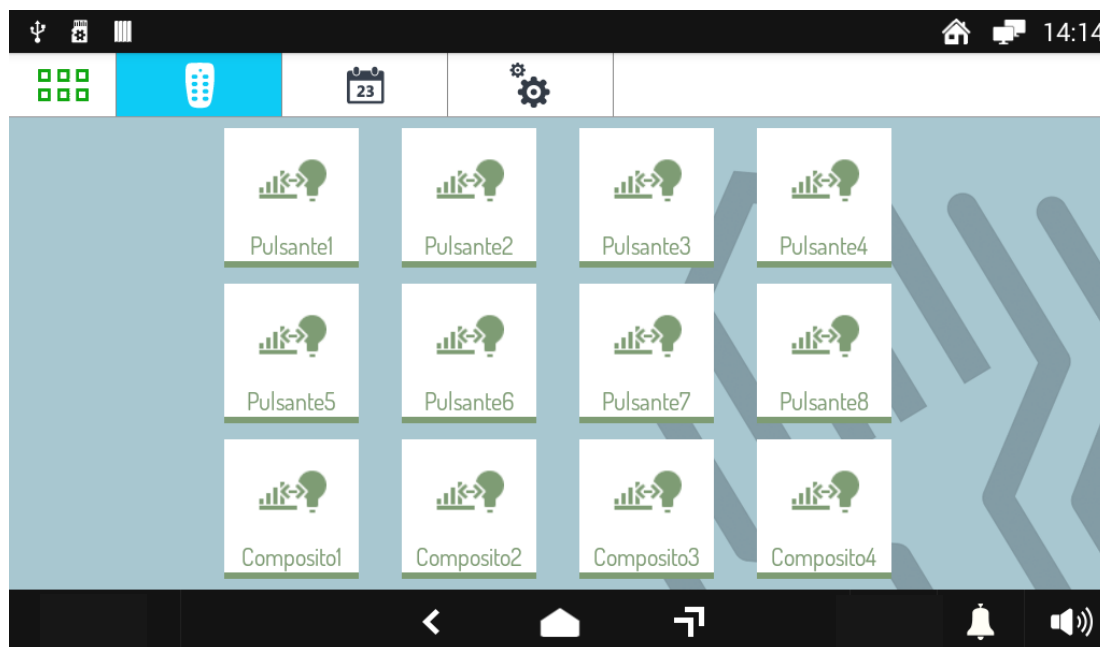 14:14
23
Pulsante1 Pulsante2 Pulsante3 Pulsante4
Pulsante5 Pulsante6 Pulsante7 Pulsante8
Composito1 Composito2 Composito3 Composito4